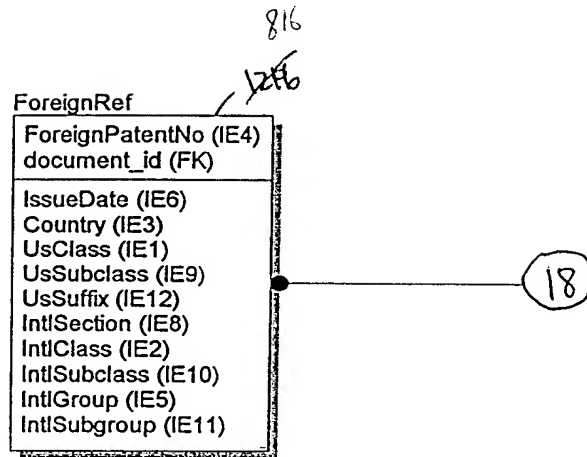 816
ForeignRef
ForeignPatentNo (IE4)
document_id (FK)
IssueDate (IE6)
Country (IE3)
UsClass (IE1)
UsSubclass (IE9)
UsSuffix (IE12)
IntlSection (IE8)
IntlClass (IE2)
IntlSubclass (IE10)
IntlGroup (IE5)
IntlSubgroup (IE11)
18